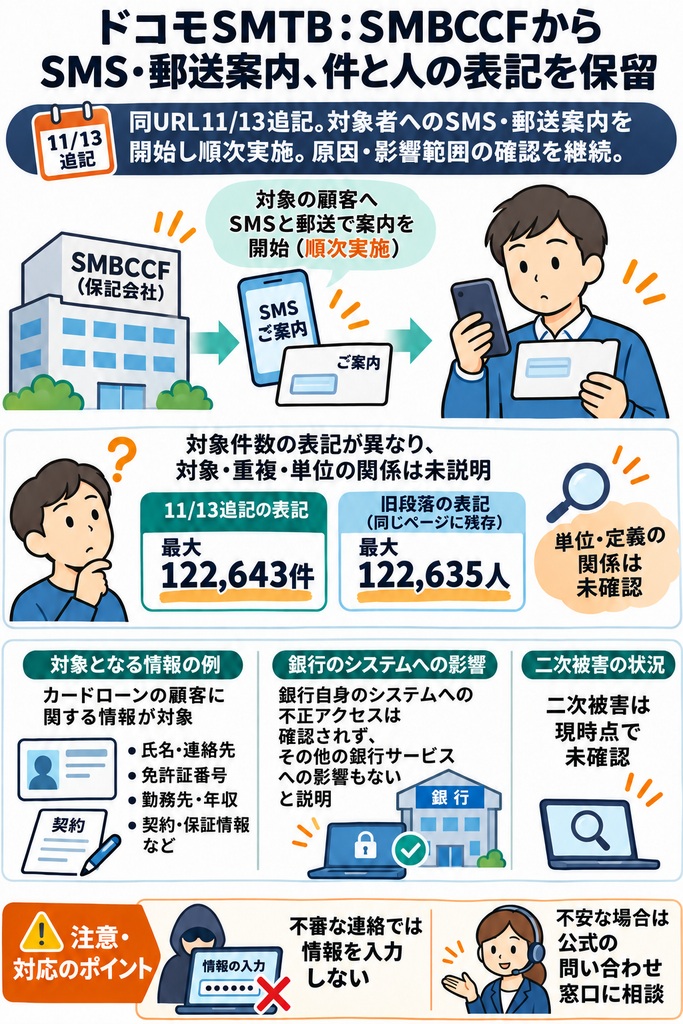 ドコモSMTB：SMBCCFから
SMS・郵送案内、件と人の表記を保留
11/13
追記
同URL11/13追記。対象者へのSMS・郵送案内を
開始し順次実施。原因・影響範囲の確認を継続。
対象の顧客へ
SMSと郵送で案内を
開始（順次実施）
SMBCCF
（保記会社）
SMS
ご案内
ご案内
?
対象件数の表記が異なり、
対象・重複・単位の関係は未説明
11/13追記の表記
最大
122,643件
旧段落の表記
（同じページに残存）
最大
122,635人
単位・定義の
関係は
未確認
対象となる情報の例
カードローンの顧客に
関する情報が対象
• 氏名・連絡先
• 免許証番号
• 勤務先・年収
• 契約・保証情報
など
契約
銀行のシステムへの影響
銀行自身のシステムへの
不正アクセスは
確認されず、
その他の銀行サービス
への影響もない
と説明
銀行
二次被害の状況
二次被害は
現時点で
未確認
注意・
対応のポイント
情報の入力
不審な連絡では
情報を入力
しない
不安な場合は
公式の
問い合わせ
窓口に相談